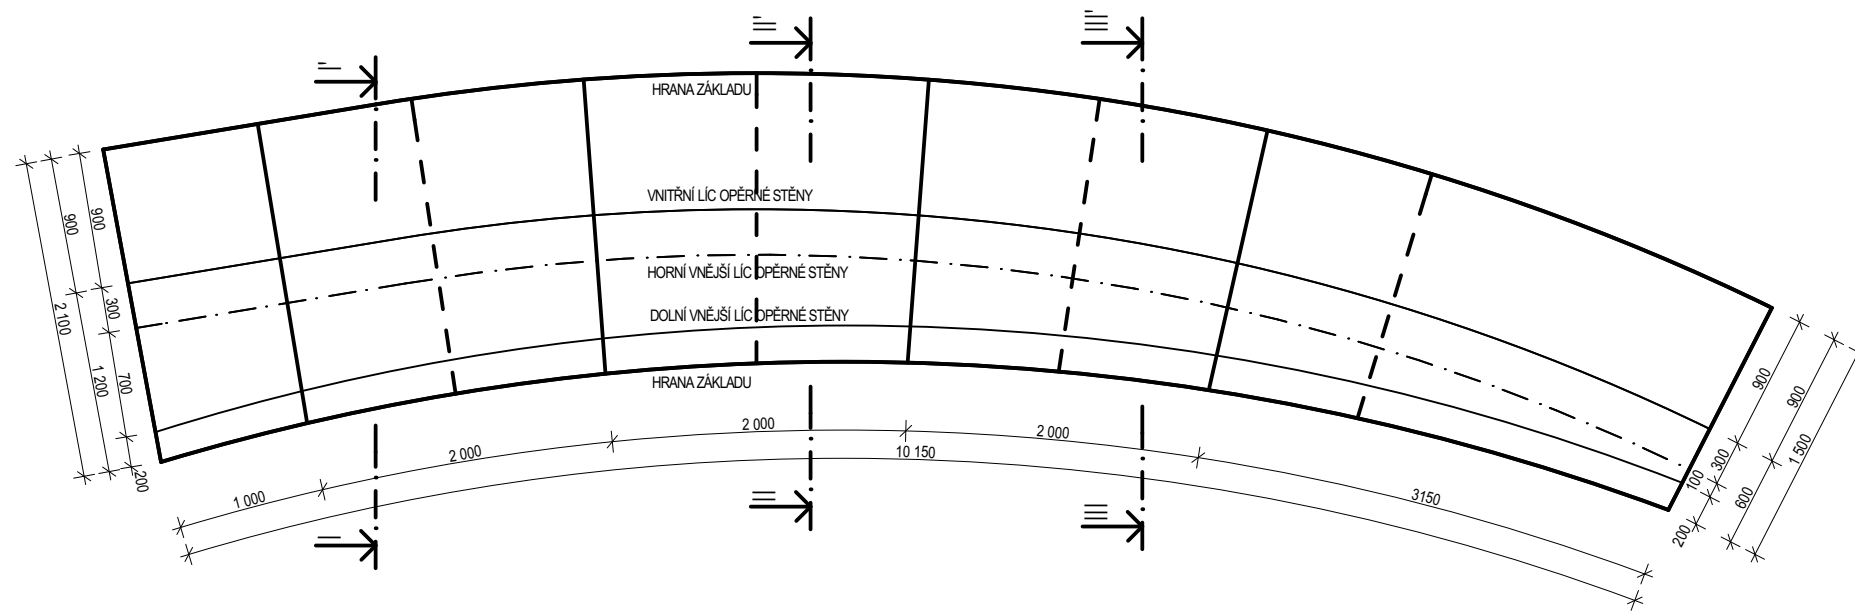 I'
II'
III'
HRANA ZÁKLADU
VNITŘNÍ LÍC OPĚRNÉ STĚNY
HORNÍ VNĚJŠÍ LÍC OPĚRNÉ STĚNY
DOLNÍ VNĚJŠÍ LÍC OPĚRNÉ STĚNY
HRANA ZÁKLADU
900
900
2 100
300
1 200
700
200
1 000
2 000
2 000
2 000
3150
10 150
900
900
1 500
300
100
600
200
I
II
III